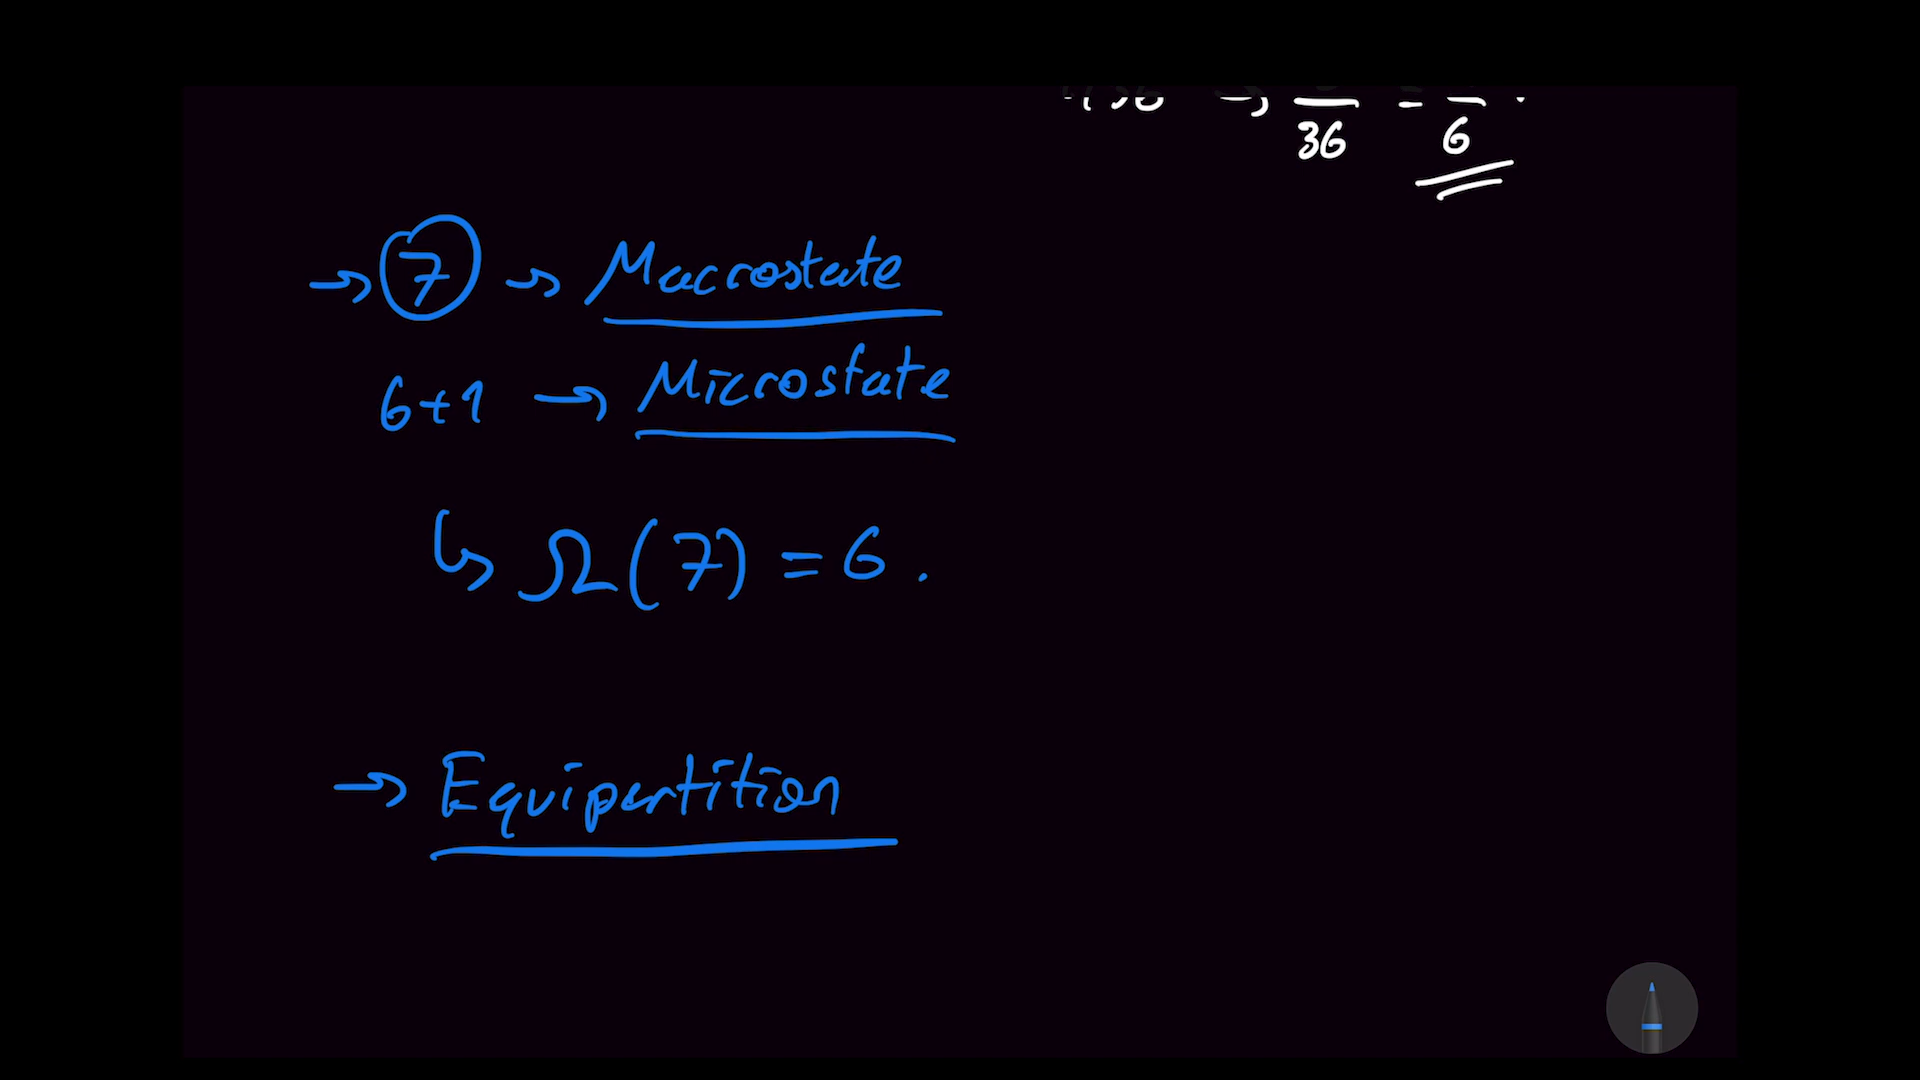 → 36 = 6
→ 7 → Macrostate
6+1 → Microstate
↳ Ω(7) = 6.
→ Equipartition